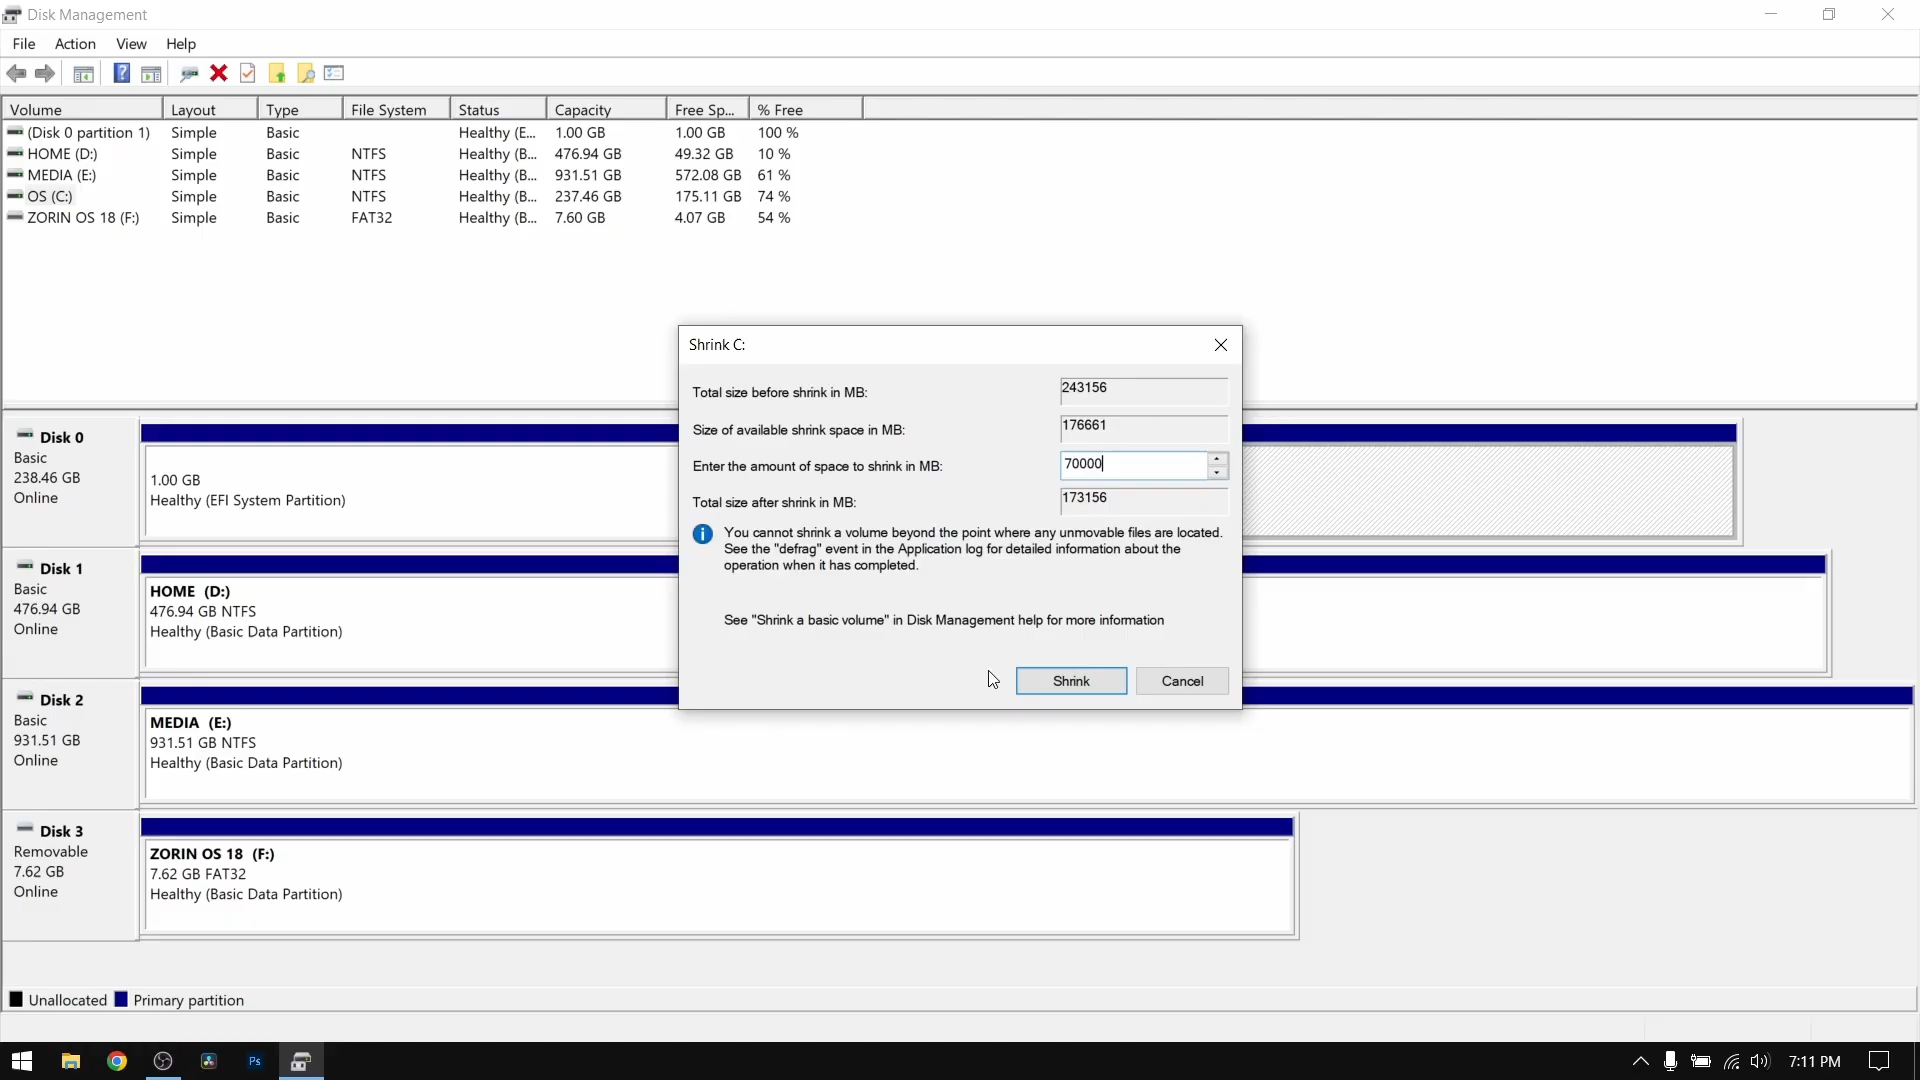 Disk Management
File Action View Help
Volume Layout Type File System Status Capacity Free Sp... % Free
(Disk 0 partition 1) Simple Basic Healthy (E... 1.00 GB 1.00 GB 100 %
HOME (D:) Simple Basic NTFS Healthy (B... 476.94 GB 49.32 GB 10 %
MEDIA (E:) Simple Basic NTFS Healthy (B... 931.51 GB 572.08 GB 61 %
OS (C:) Simple Basic NTFS Healthy (B... 237.46 GB 175.11 GB 74 %
ZORIN OS 18 (F:) Simple Basic FAT32 Healthy (B... 7.60 GB 4.07 GB 54 %
Shrink C:
Total size before shrink in MB: 243156
Size of available shrink space in MB: 176661
Enter the amount of space to shrink in MB: 70000
Total size after shrink in MB: 173156
You cannot shrink a volume beyond the point where any unmovable files are located.
See the "defrag" event in the Application log for detailed information about the
operation when it has completed.
See "Shrink a basic volume" in Disk Management help for more information
Shrink Cancel
Disk 0
Basic
238.46 GB
Online
1.00 GB
Healthy (EFI System Partition)
Disk 1
Basic
476.94 GB
Online
HOME (D:)
476.94 GB NTFS
Healthy (Basic Data Partition)
Disk 2
Basic
931.51 GB
Online
MEDIA (E:)
931.51 GB NTFS
Healthy (Basic Data Partition)
Disk 3
Removable
7.62 GB
Online
ZORIN OS 18 (F:)
7.62 GB FAT32
Healthy (Basic Data Partition)
Unallocated Primary partition
Ps
7:11 PM